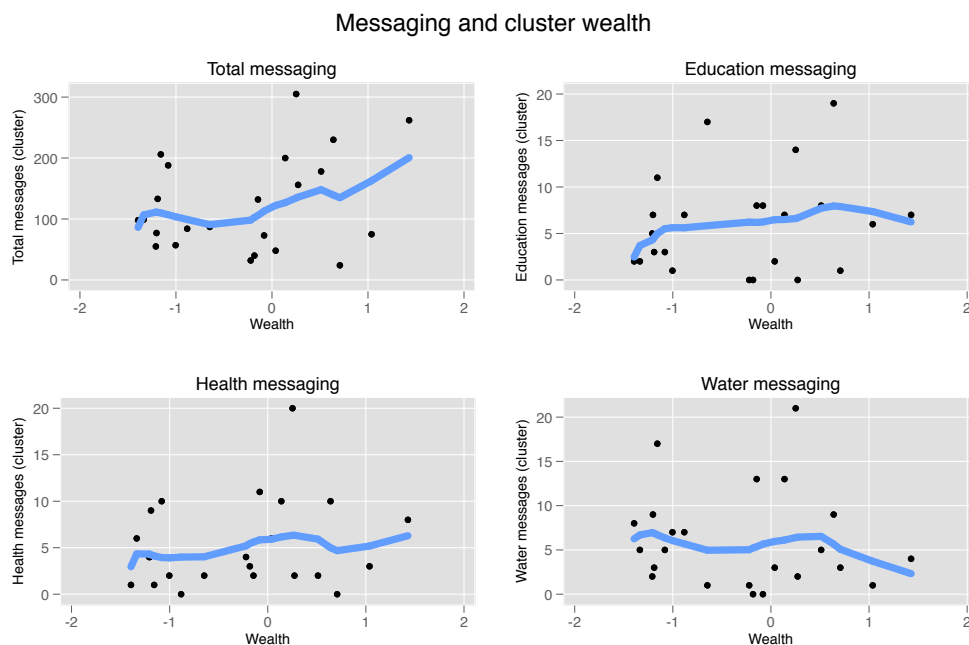 Messaging and cluster wealth
Total messaging
Total messages (cluster)
300
200
100
0
-2 -1 0 1 2
Wealth
Education messaging
Education messages (cluster)
20
15
10
5
0
-2 -1 0 1 2
Wealth
Health messaging
Health messages (cluster)
20
15
10
5
0
-2 -1 0 1 2
Wealth
Water messaging
Water messages (cluster)
20
15
10
5
0
-2 -1 0 1 2
Wealth